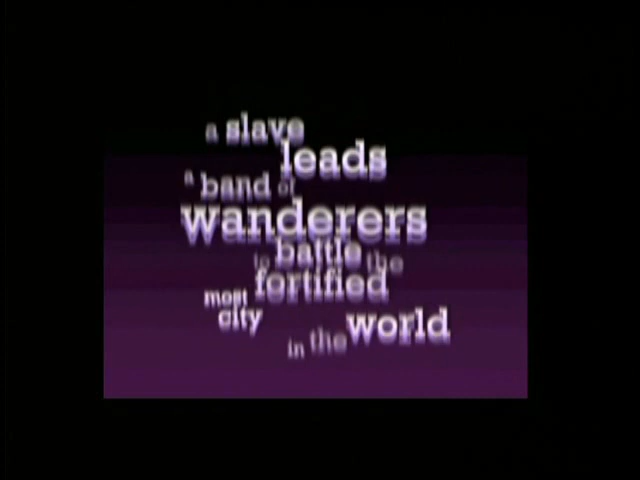 a slave
leads
a band of
wanderers
to battle the
fortified
most
city
world
in the